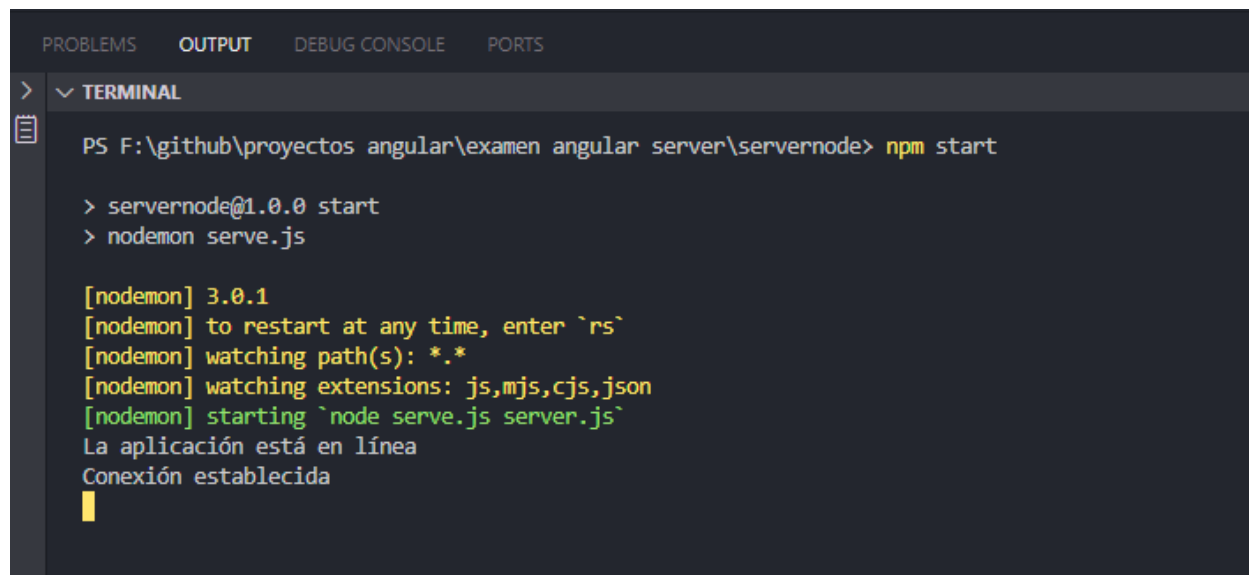 PROBLEMS OUTPUT DEBUG CONSOLE PORTS
TERMINAL
PS F:\github\proyectos angular\examen angular server\servernode> npm start
> servernode@1.0.0 start
> nodemon serve.js
[nodemon] 3.0.1
[nodemon] to restart at any time, enter `rs`
[nodemon] watching path(s): *.*
[nodemon] watching extensions: js,mjs,cjs,json
[nodemon] starting `node serve.js server.js`
La aplicación está en línea
Conexión establecida